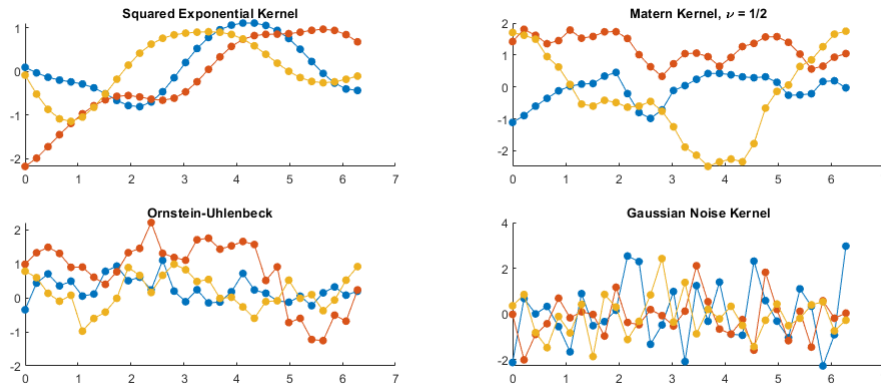 Squared Exponential Kernel
1
0
-1
-2
0 1 2 3 4 5 6 7
Matern Kernel, ν = 1/2
2
1
0
-1
-2
0 1 2 3 4 5 6
Ornstein-Uhlenbeck
2
1
0
-1
-2
0 1 2 3 4 5 6 7
Gaussian Noise Kernel
4
2
0
-2
0 1 2 3 4 5 6